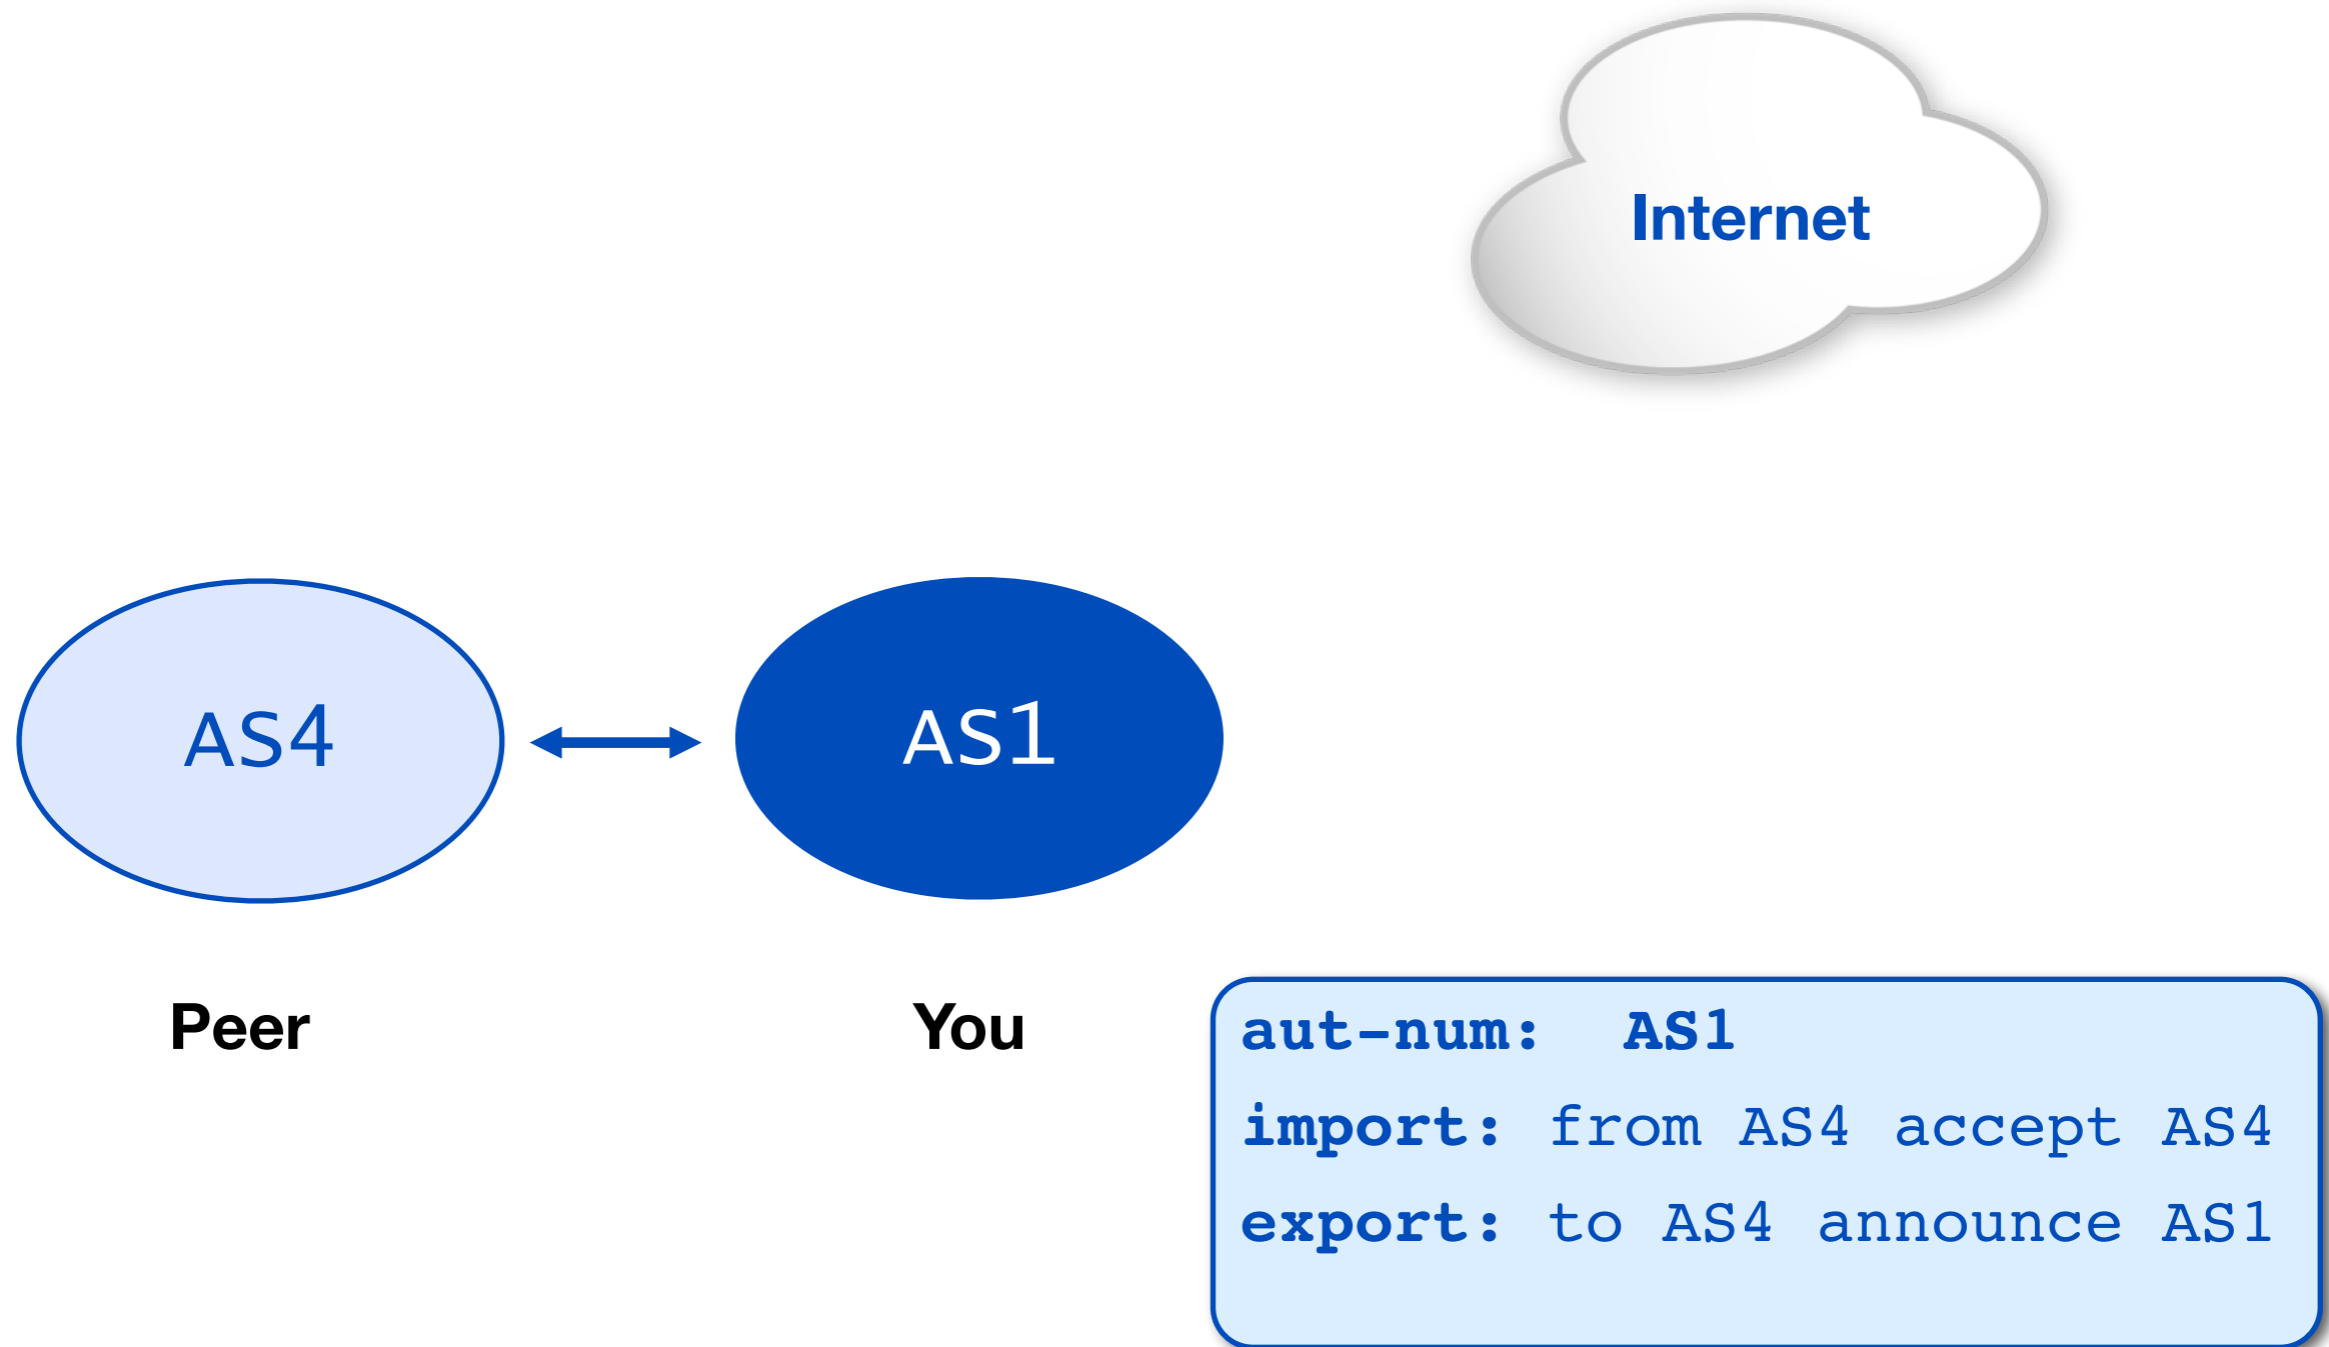 Internet
AS4
AS1
Peer
You
aut-num:  AS1
import: from AS4 accept AS4
export: to AS4 announce AS1